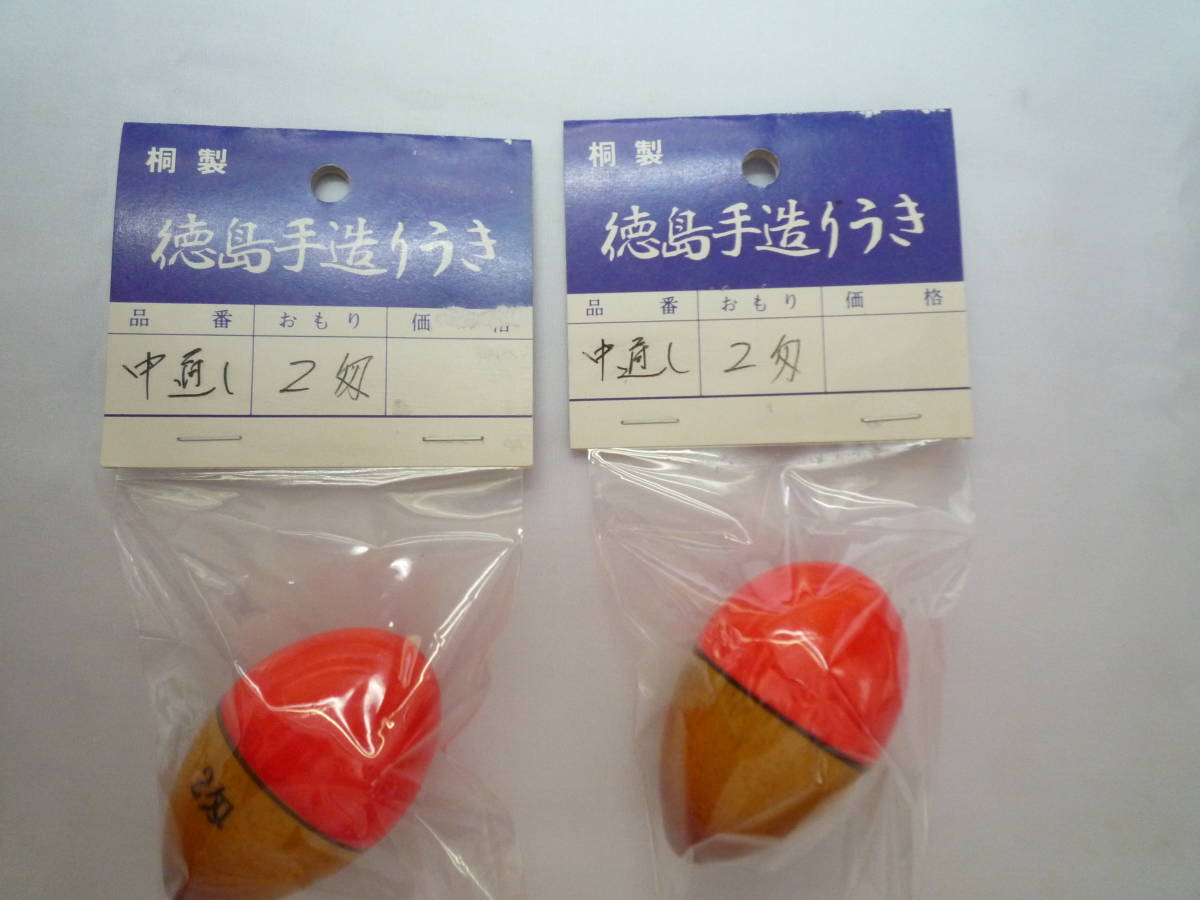 桐製
徳島手造りうき
品番 おもり 価格
中通し 2匁
桐製
徳島手造りうき
品番 おもり 価格
中通し 2匁
2匁